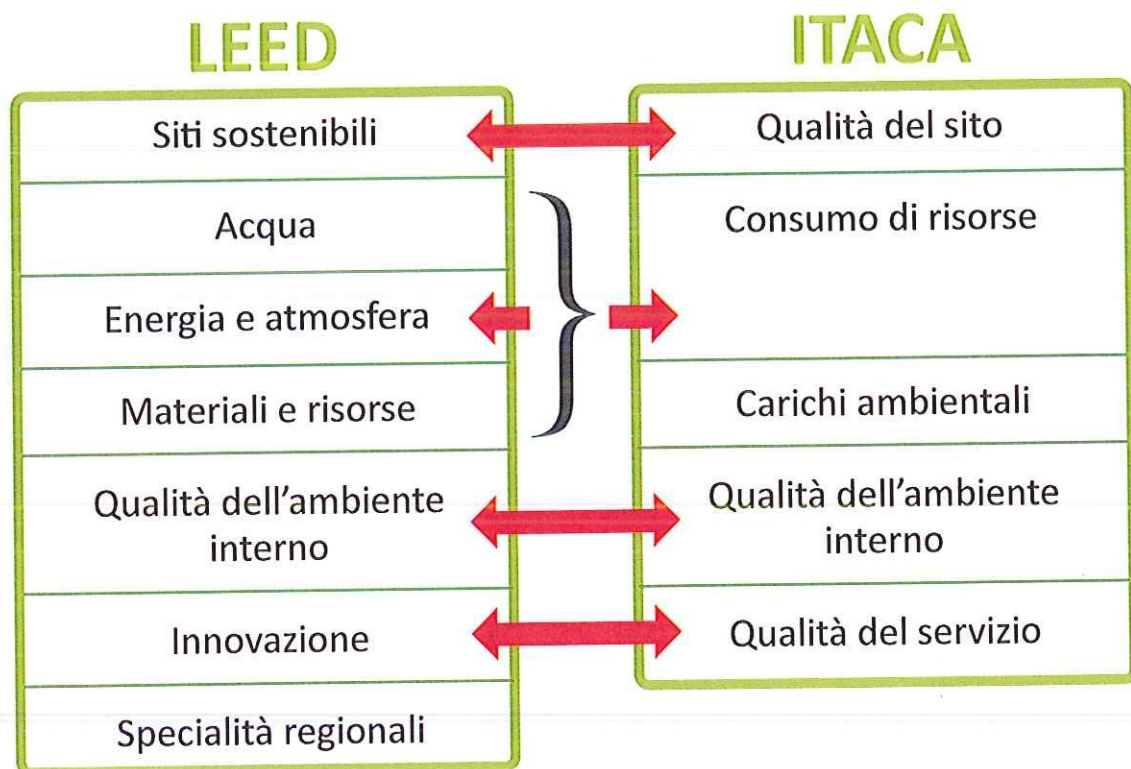 LEED
Siti sostenibili
Acqua
Energia e atmosfera
Materiali e risorse
Qualità dell'ambiente
interno
Innovazione
Specialità regionali
ITACA
Qualità del sito
Consumo di risorse
Carichi ambientali
Qualità dell'ambiente
interno
Qualità del servizio